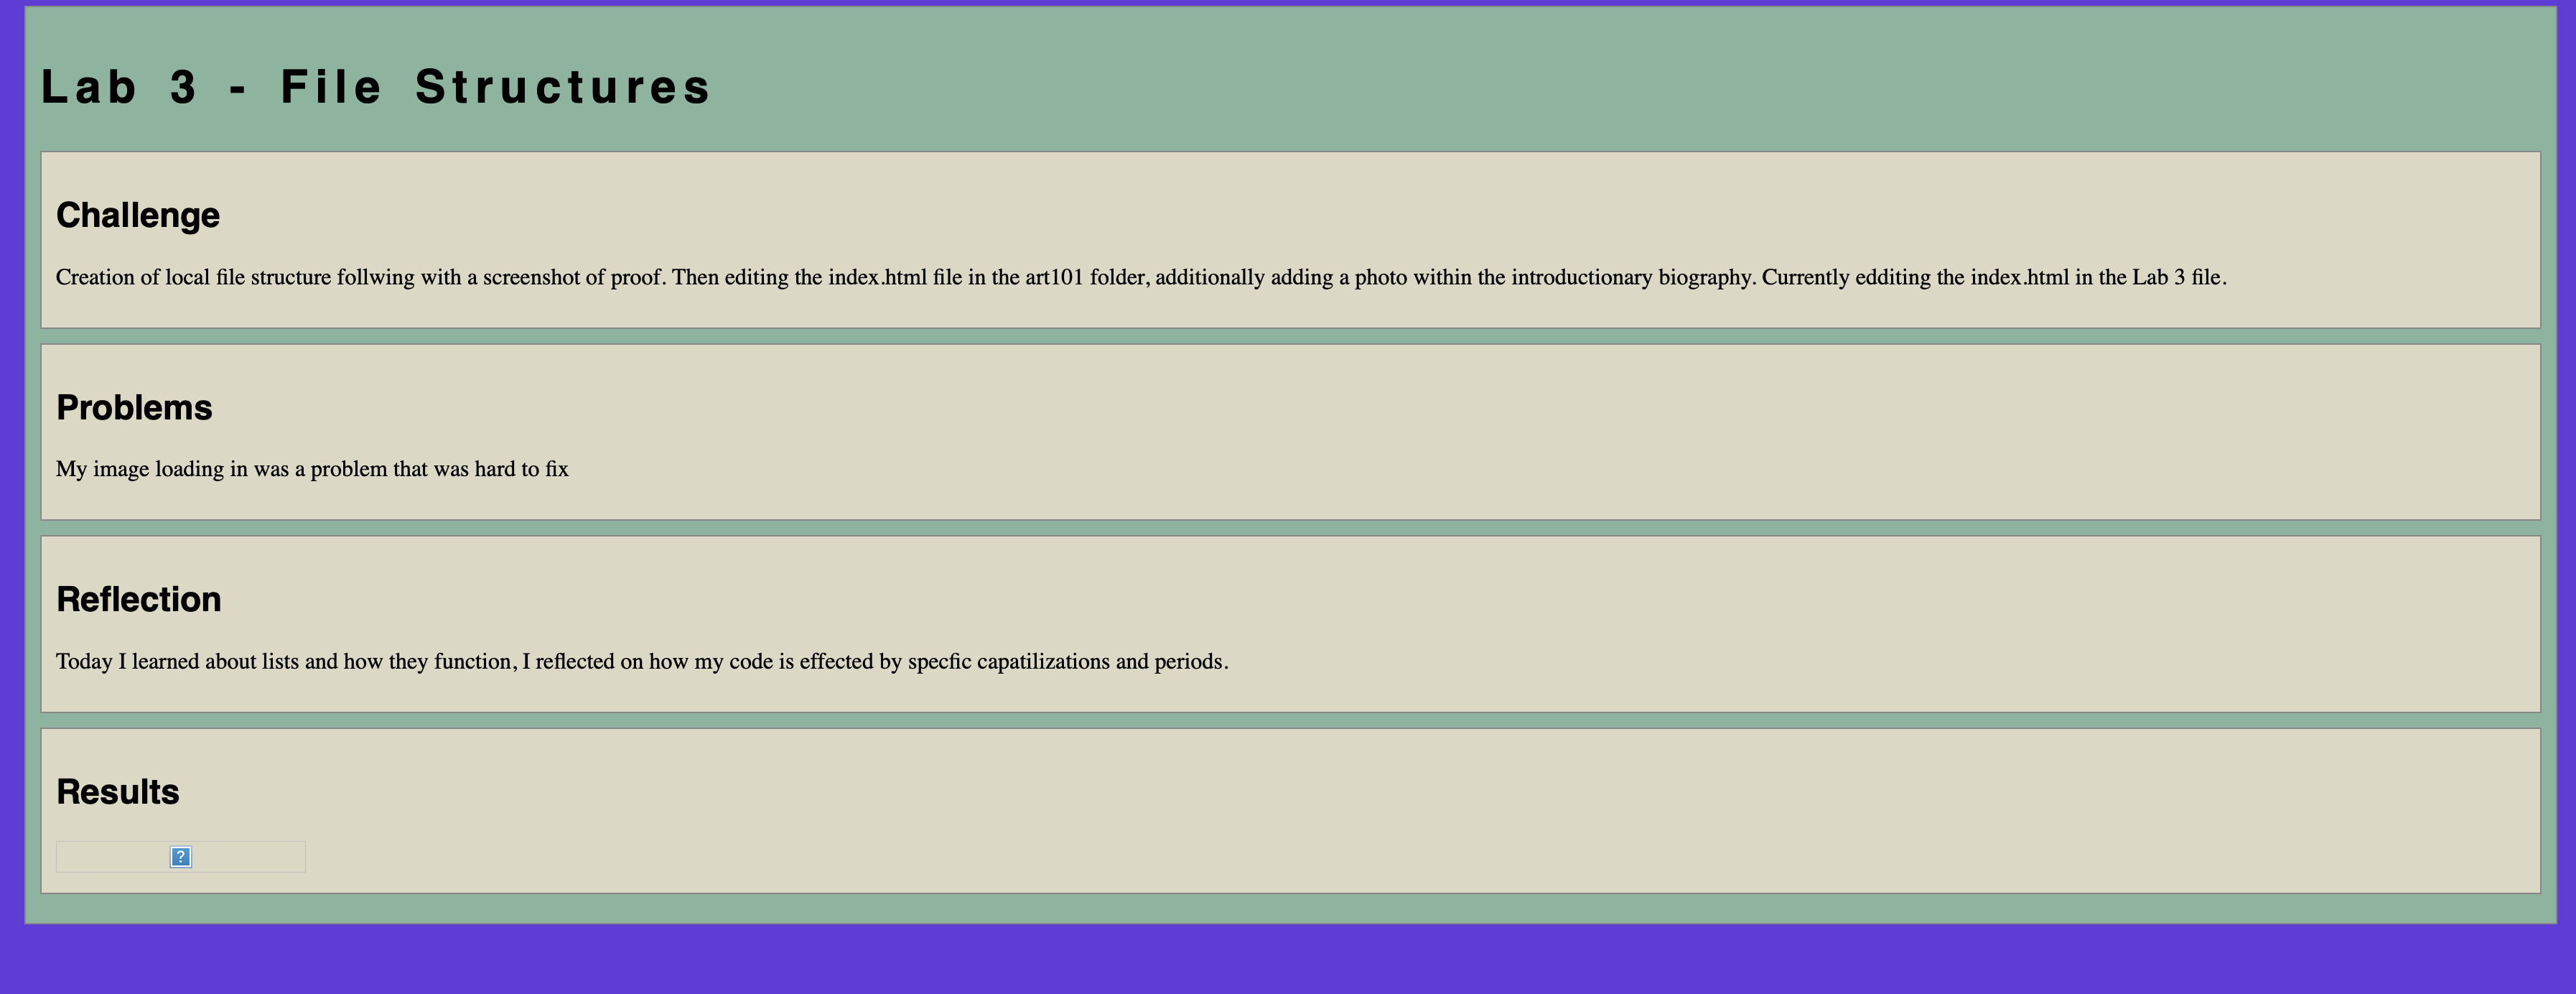 Lab 3 - File Structures
Challenge
Creation of local file structure follwing with a screenshot of proof. Then editing the index.html file in the art101 folder, additionally adding a photo within the introductionary biography. Currently edditing the index.html in the Lab 3 file.
Problems
My image loading in was a problem that was hard to fix
Reflection
Today I learned about lists and how they function, I reflected on how my code is effected by specfic capatilizations and periods.
Results
?